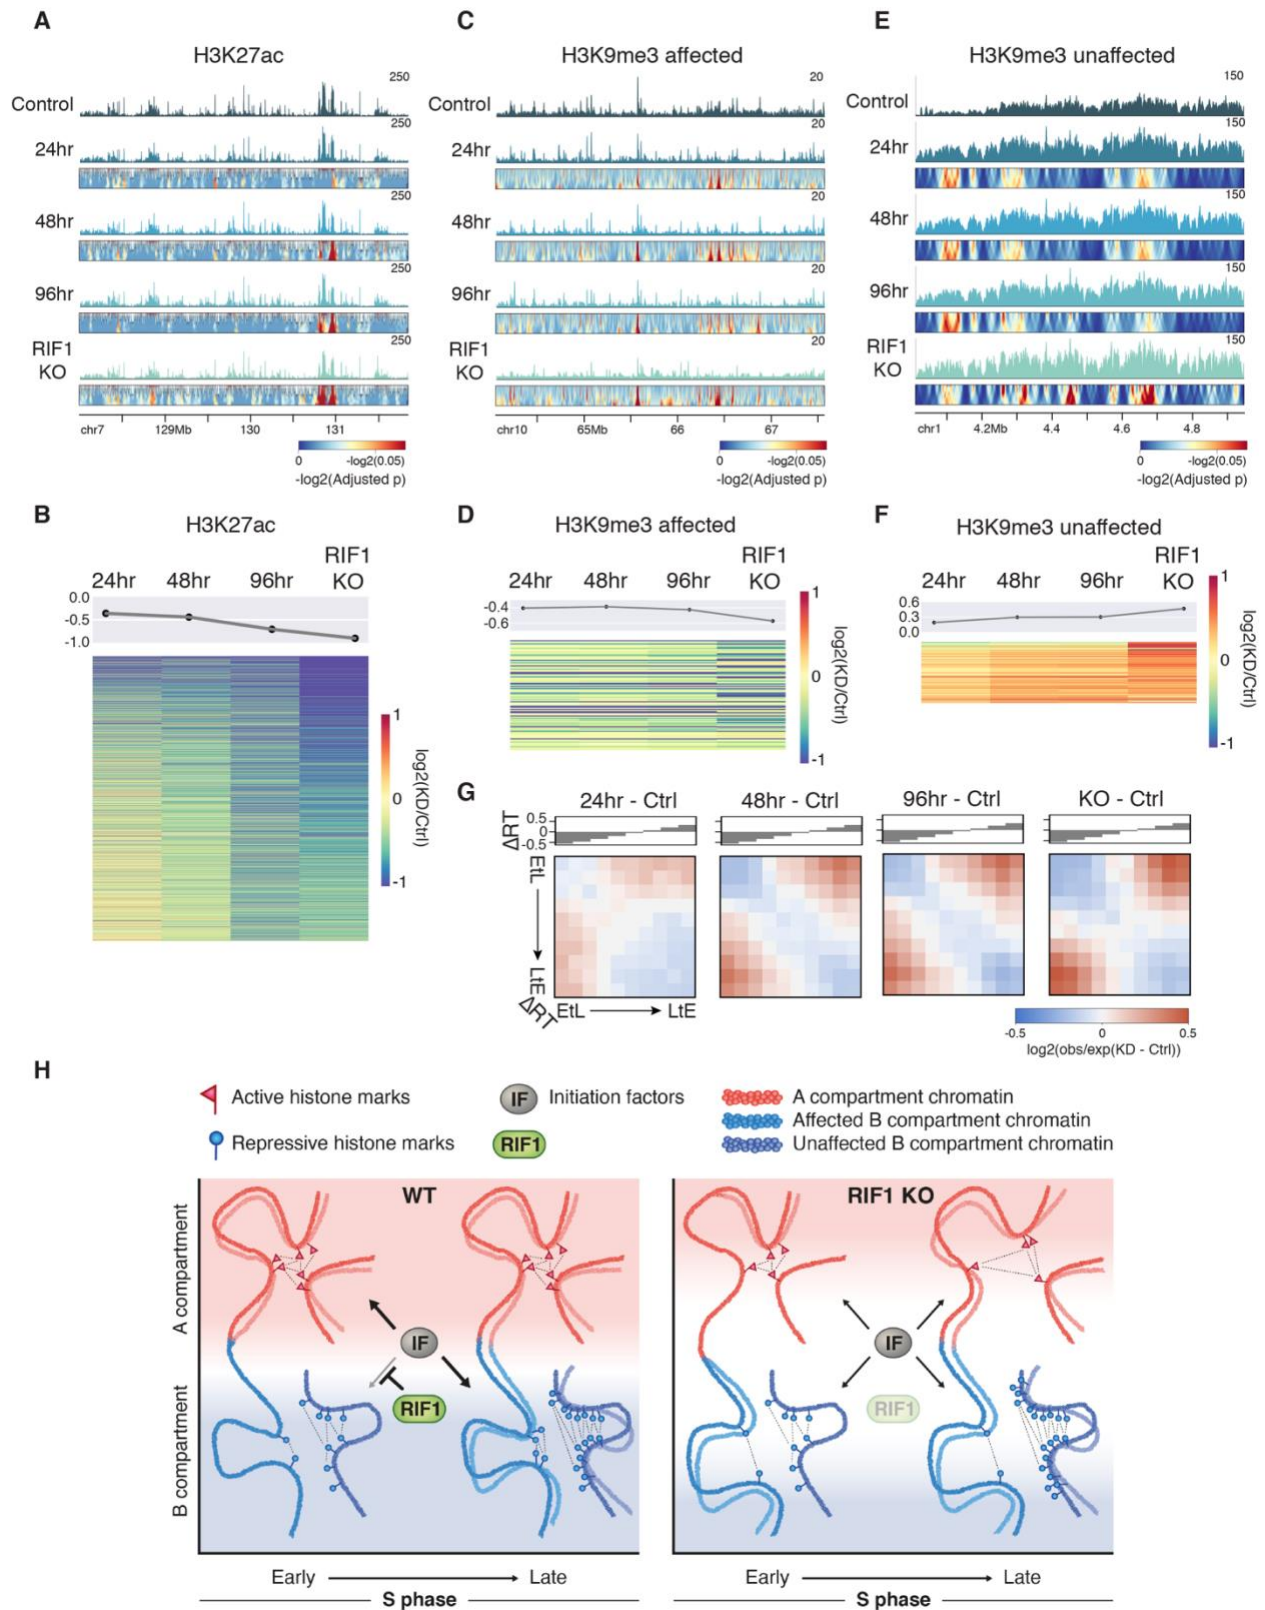 A
H3K27ac
Control
250
24hr
250
48hr
250
96hr
250
RIF1
KO
250
chr7 129Mb 130 131
0 -log2(0.05)
-log2(Adjusted p)
C
H3K9me3 affected
Control
20
24hr
20
48hr
20
96hr
20
RIF1
KO
20
chr10 65Mb 66 67
0 -log2(0.05)
-log2(Adjusted p)
E
H3K9me3 unaffected
Control
150
24hr
150
48hr
150
96hr
150
RIF1
KO
150
chr1 4.2Mb 4.4 4.6 4.8
0 -log2(0.05)
-log2(Adjusted p)
B
H3K27ac
24hr 48hr 96hr RIF1
KO
0.0
-0.5
-1.0
1
0
-1
log2(KD/Ctrl)
D
H3K9me3 affected
24hr 48hr 96hr RIF1
KO
-0.4
-0.6
1
0
-1
log2(KD/Ctrl)
F
H3K9me3 unaffected
24hr 48hr 96hr RIF1
KO
0.6
0.3
0.0
1
0
-1
log2(KD/Ctrl)
G
24hr - Ctrl 48hr - Ctrl 96hr - Ctrl KO - Ctrl
ΔRT
0.5
0
-0.5
EtL
LtE
ΔRT
EtL LtE
-0.5 0 0.5
log2(obs/exp(KD - Ctrl))
H
Active histone marks
IF Initiation factors
A compartment chromatin
Affected B compartment chromatin
Repressive histone marks
RIF1
Unaffected B compartment chromatin
WT
RIF1 KO
A compartment
IF
IF
B compartment
RIF1
RIF1
Early Late
Early Late
S phase
S phase